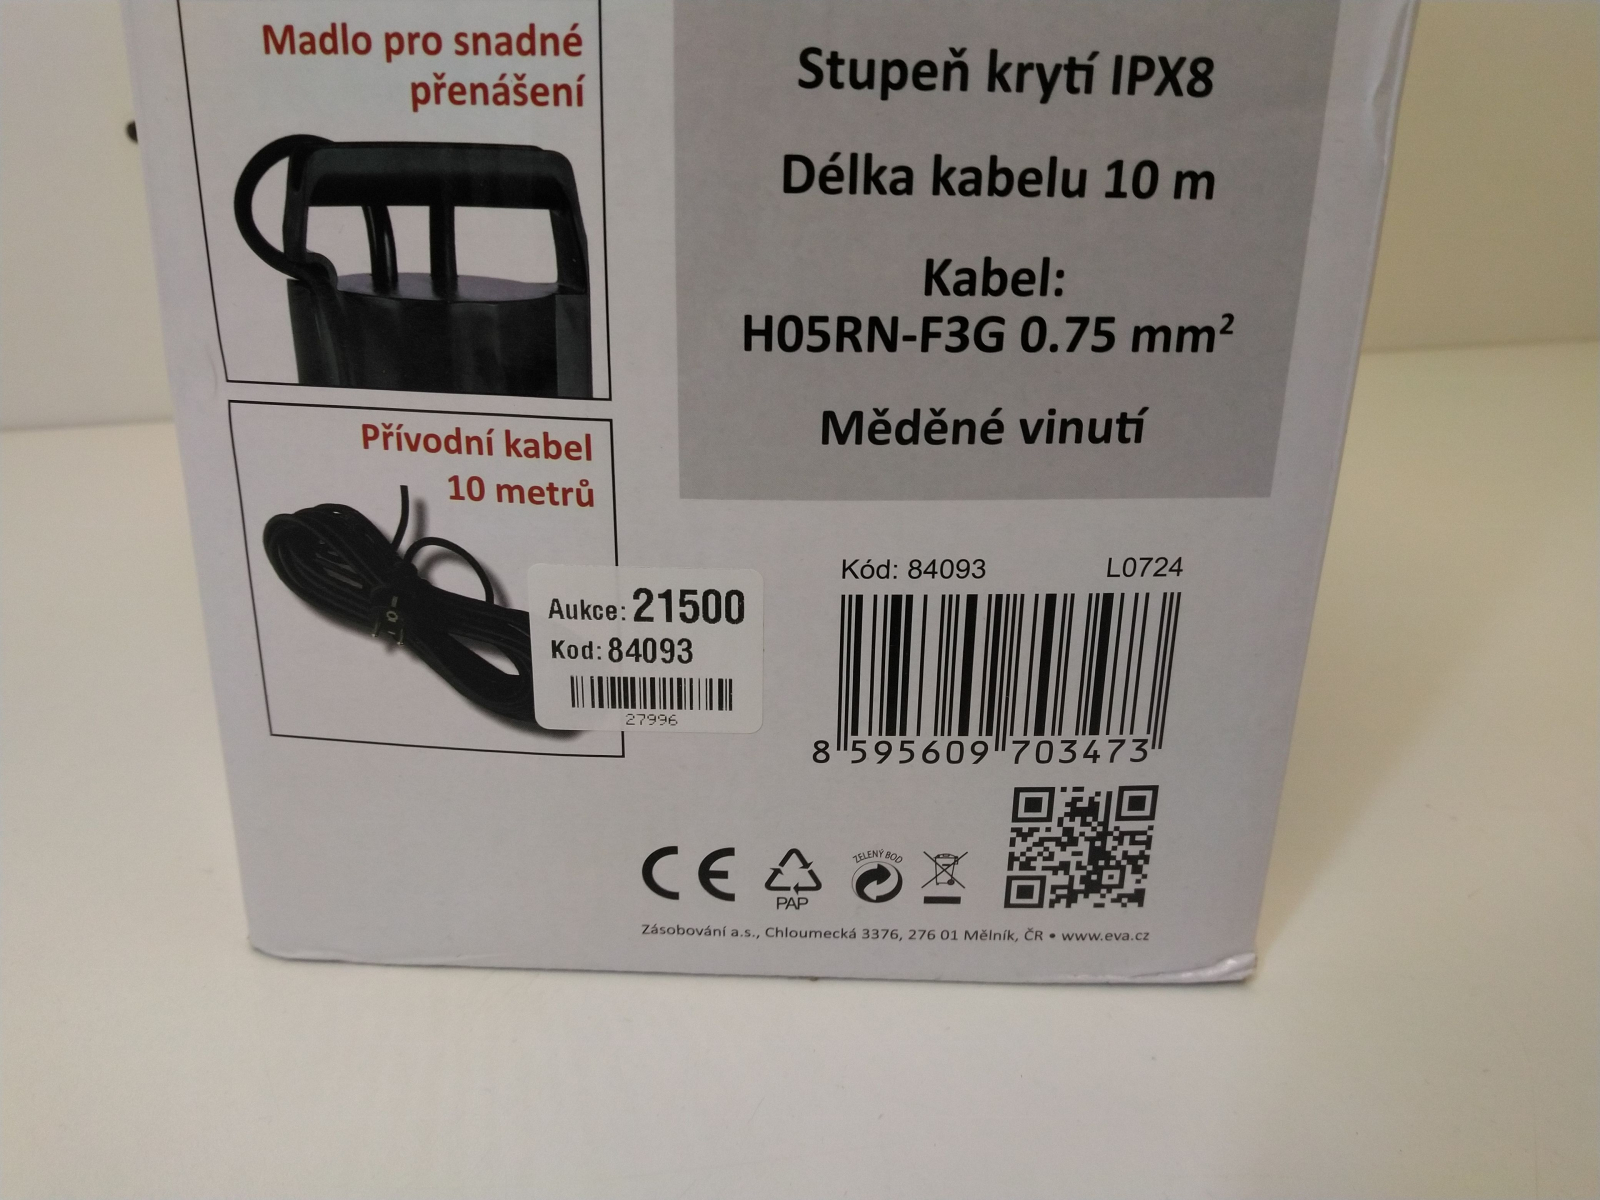 Madlo pro snadné
přenášení
Přívodní kabel
10 metrů
Stupeň krytí IPX8
Délka kabelu 10 m
Kabel:
H05RN-F3G 0.75 mm²
Měděné vinutí
Aukce: 21500
Kod: 84093
27996
Kód: 84093 L0724
8 595609 703473
CE
PAP
ZELENÝ BOD
Zásobování a.s., Chloumecká 3376, 276 01 Mělník, ČR • www.eva.cz